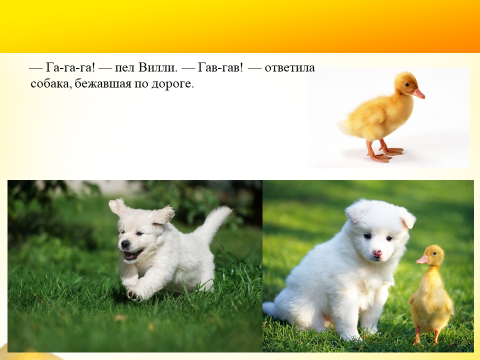 — Га-га-га! — пел Вилли. — Гав-гав! — ответила
собака, бежавшая по дороге.